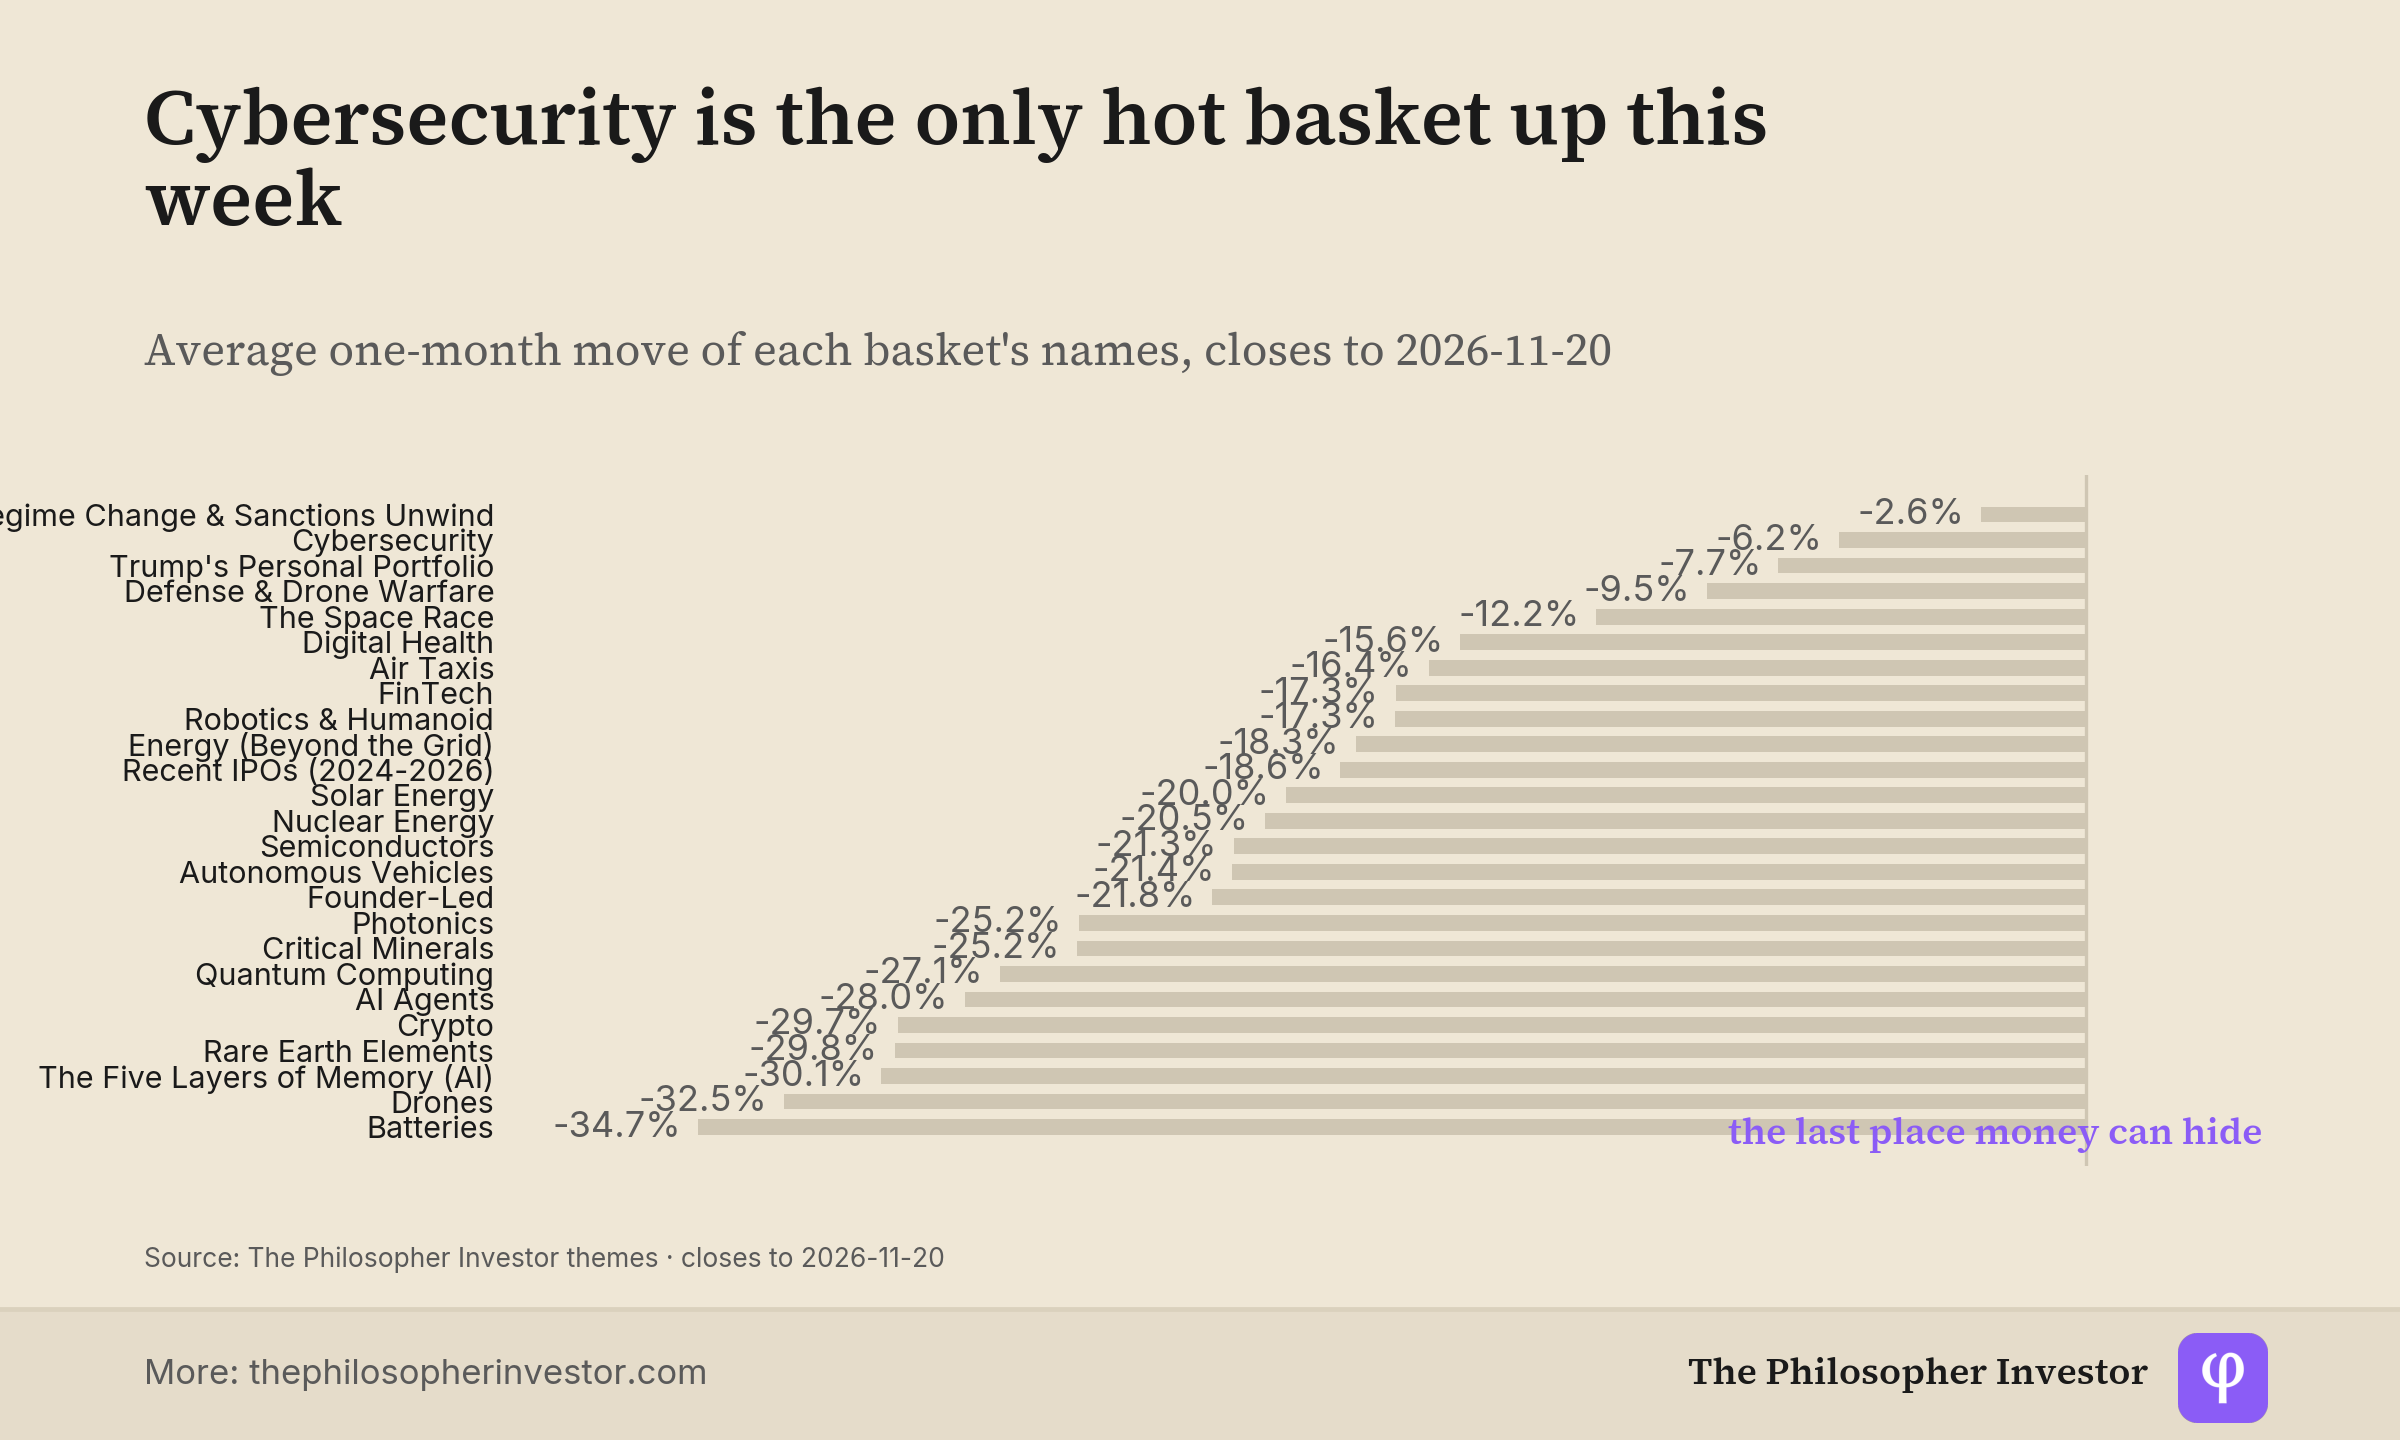 Cybersecurity is the only hot basket up this
week
Average one-month move of each basket's names, closes to 2026-11-20
egime Change & Sanctions Unwind -2.6%
Cybersecurity -6.2%
Trump's Personal Portfolio -7.7%
Defense & Drone Warfare -9.5%
The Space Race -12.2%
Digital Health -15.6%
Air Taxis -16.4%
FinTech -17.3%
Robotics & Humanoid -17.3%
Energy (Beyond the Grid) -18.3%
Recent IPOs (2024-2026) -18.6%
Solar Energy -20.0%
Nuclear Energy -20.5%
Semiconductors -21.3%
Autonomous Vehicles -21.4%
Founder-Led -21.8%
Photonics -25.2%
Critical Minerals -25.2%
Quantum Computing -27.1%
AI Agents -28.0%
Crypto -29.7%
Rare Earth Elements -29.8%
The Five Layers of Memory (AI) -30.1%
Drones -32.5%
Batteries -34.7%
the last place money can hide
Source: The Philosopher Investor themes · closes to 2026-11-20
More: thephilosopherinvestor.com
The Philosopher Investor φ